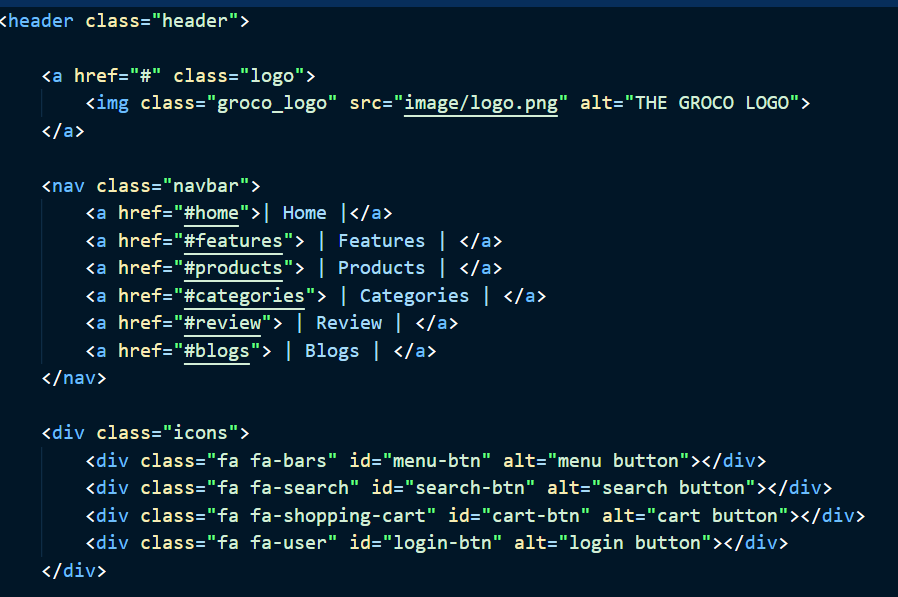 <header class="header">
<a href="#" class="logo">
<img class="groco_logo" src="image/logo.png" alt="THE GROCO LOGO">
</a>
<nav class="navbar">
<a href="#home">| Home |</a>
<a href="#features"> | Features | </a>
<a href="#products"> | Products | </a>
<a href="#categories"> | Categories | </a>
<a href="#review"> | Review | </a>
<a href="#blogs"> | Blogs | </a>
</nav>
<div class="icons">
<div class="fa fa-bars" id="menu-btn" alt="menu button"></div>
<div class="fa fa-search" id="search-btn" alt="search button"></div>
<div class="fa fa-shopping-cart" id="cart-btn" alt="cart button"></div>
<div class="fa fa-user" id="login-btn" alt="login button"></div>
</div>